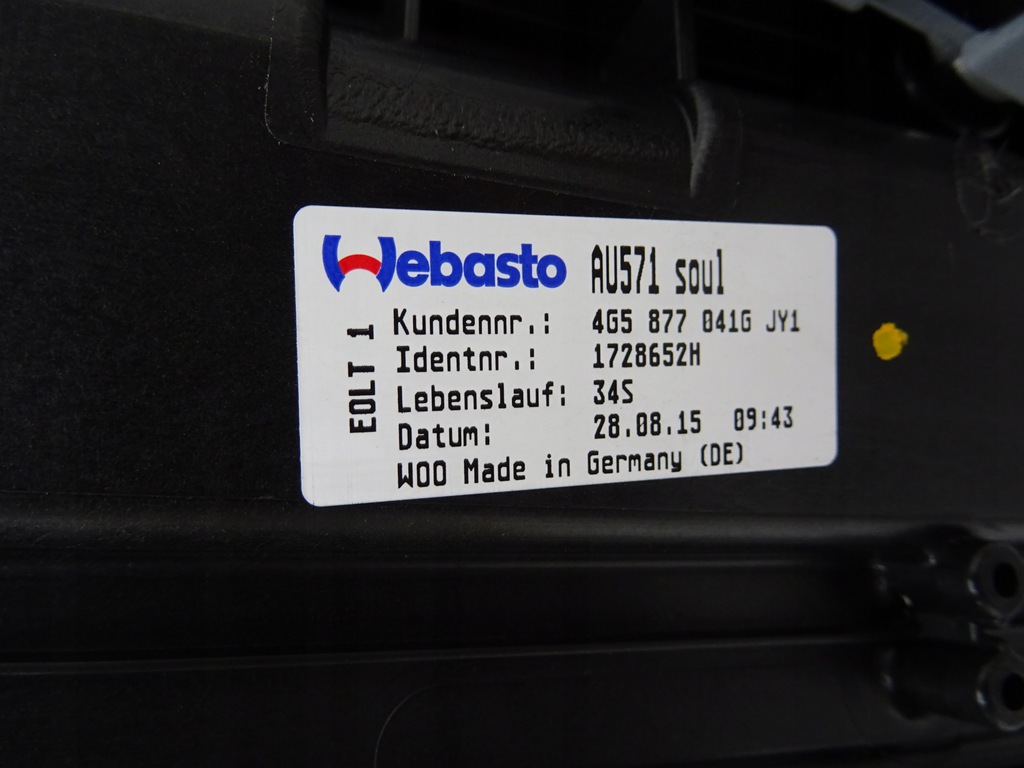 Webasto AU571 soul
Kundennr.: 4G5 877 041G JY1
Identnr.: 1728652H
Lebenslauf: 34S
Datum: 28.08.15 09:43
WOO Made in Germany (DE)
EOLT 1